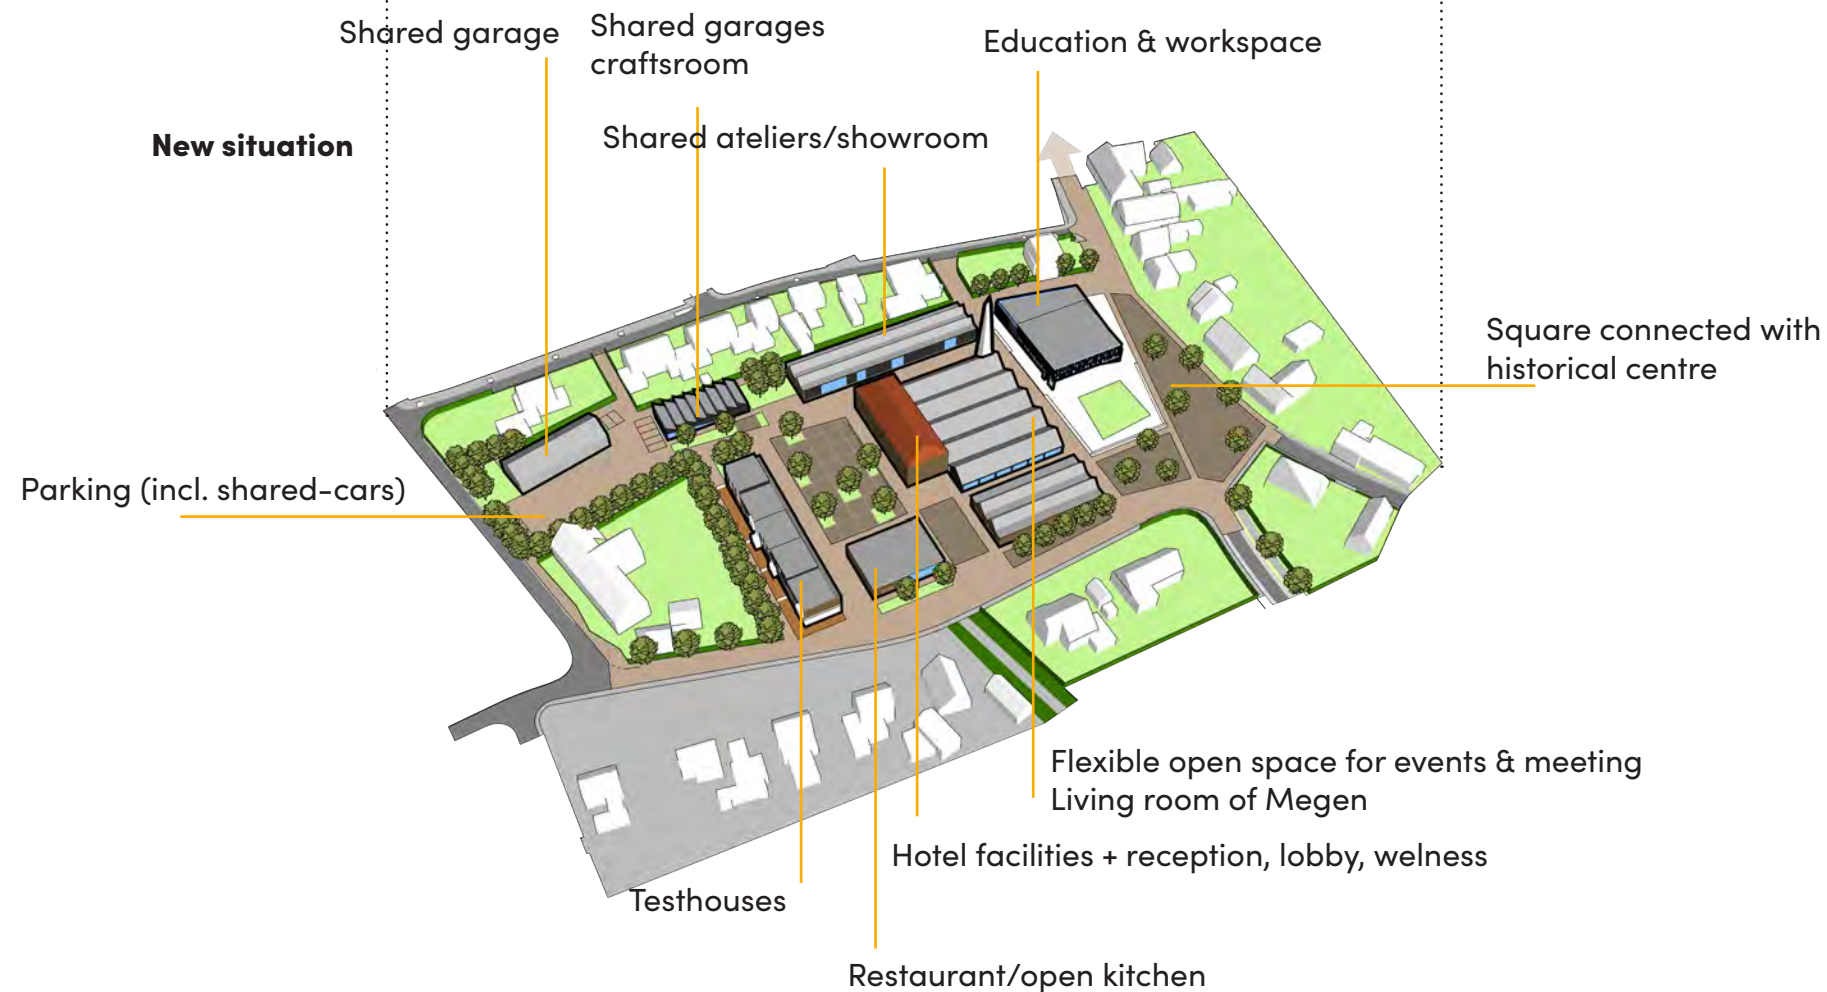 Shared garage
Shared garages
craftsroom
Education & workspace
New situation
Shared ateliers/showroom
Square connected with
historical centre
Parking (incl. shared-cars)
Flexible open space for events & meeting
Living room of Megen
Hotel facilities + reception, lobby, welness
Testhouses
Restaurant/open kitchen